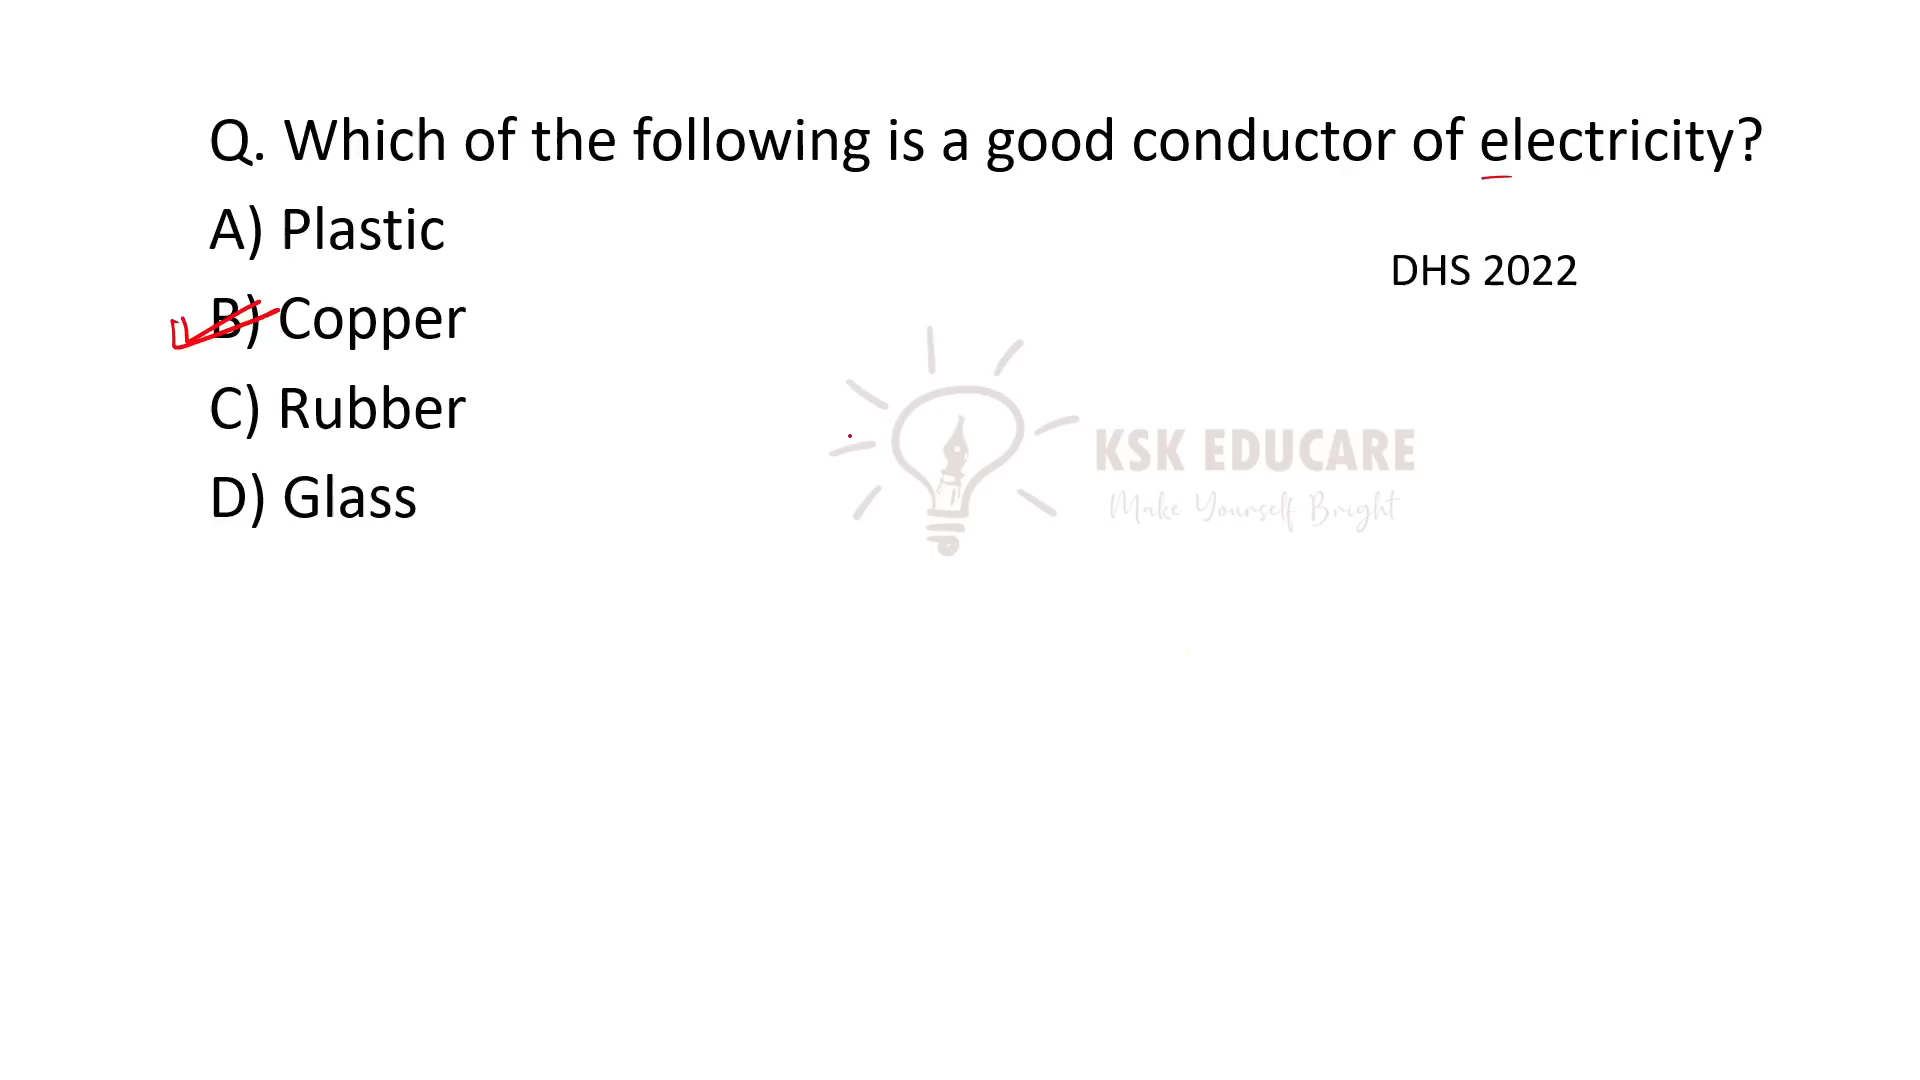 Q. Which of the following is a good conductor of electricity?
A) Plastic
DHS 2022
B) Copper
C) Rubber
KSK EDUCARE
D) Glass
Make Yourself Bright